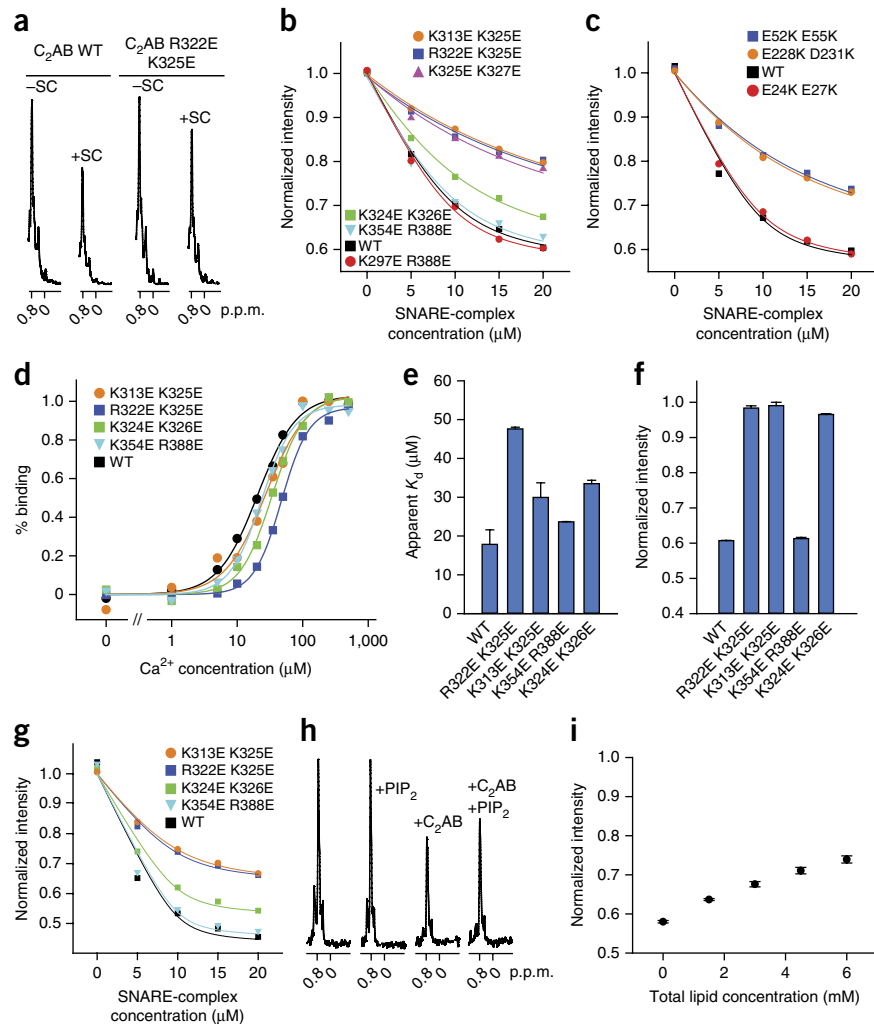 a
C2AB WT
C2AB R322E
K325E
–SC
+SC
–SC
+SC
0.8
0
0.8
0
0.8
0
0.8
0
p.p.m.
b
K313E K325E
R322E K325E
K325E K327E
Normalized intensity
1.0
0.9
0.8
0.7
0.6
K324E K326E
K354E R388E
WT
K297E R388E
0
5
10
15
20
SNARE-complex
concentration (μM)
c
E52K E55K
E228K D231K
WT
E24K E27K
Normalized intensity
1.0
0.9
0.8
0.7
0.6
0
5
10
15
20
SNARE-complex
concentration (μM)
d
K313E K325E
R322E K325E
K324E K326E
K354E R388E
WT
% binding
1.0
0.8
0.6
0.4
0.2
0
0
//
1
10
100
1,000
Ca2+ concentration (μM)
e
Apparent Kd (μM)
60
50
40
30
20
10
0
WT
R322E K325E
K313E K325E
K354E R388E
K324E K326E
f
Normalized intensity
1.0
0.9
0.8
0.7
0.6
0.5
0.4
WT
R322E K325E
K313E K325E
K354E R388E
K324E K326E
g
K313E K325E
R322E K325E
K324E K326E
K354E R388E
WT
Normalized intensity
1.0
0.9
0.8
0.7
0.6
0.5
0
5
10
15
20
SNARE-complex
concentration (μM)
h
+PIP2
+C2AB
+C2AB
+PIP2
0.8
0
0.8
0
0.8
0
0.8
0
p.p.m.
i
Normalized intensity
1.0
0.9
0.8
0.7
0.6
0.5
0
2
4
6
Total lipid concentration (mM)